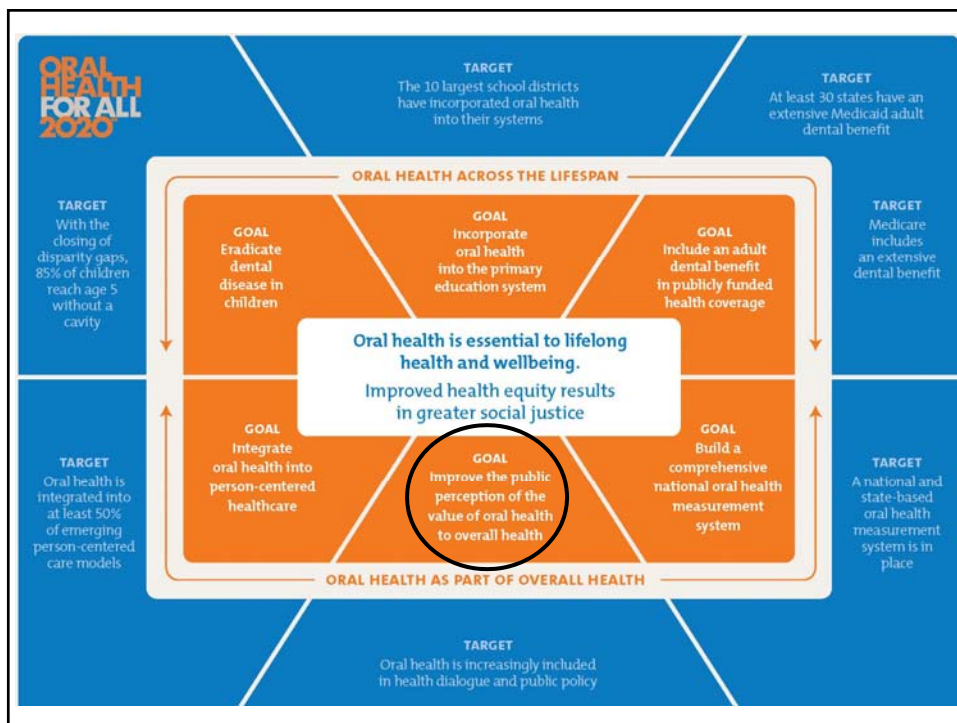 ORAL
HEALTH
FOR ALL
2020
TARGET
The 10 largest school districts
have incorporated oral health
into their systems
TARGET
At least 30 states have an
extensive Medicaid adult
dental benefit
TARGET
With the
closing of
disparity gaps,
85% of children
reach age 5
without a
cavity
ORAL HEALTH ACROSS THE LIFESPAN
GOAL
Eradicate
dental
disease in
children
GOAL
Incorporate
oral health
into the primary
education system
GOAL
Include an adult
dental benefit
in publicly funded
health coverage
TARGET
Medicare
includes
an extensive
dental benefit
Oral health is essential to lifelong
health and wellbeing.
Improved health equity results
in greater social justice
TARGET
Oral health is
integrated into
at least 50%
of emerging
person-centered
care models
GOAL
Integrate
oral health into
person-centered
healthcare
GOAL
Improve the public
perception of the
value of oral health
to overall health
GOAL
Build a
comprehensive
national oral health
measurement
system
TARGET
A national and
state-based
oral health
measurement
system is in
place
ORAL HEALTH AS PART OF OVERALL HEALTH
TARGET
Oral health is increasingly included
in health dialogue and public policy